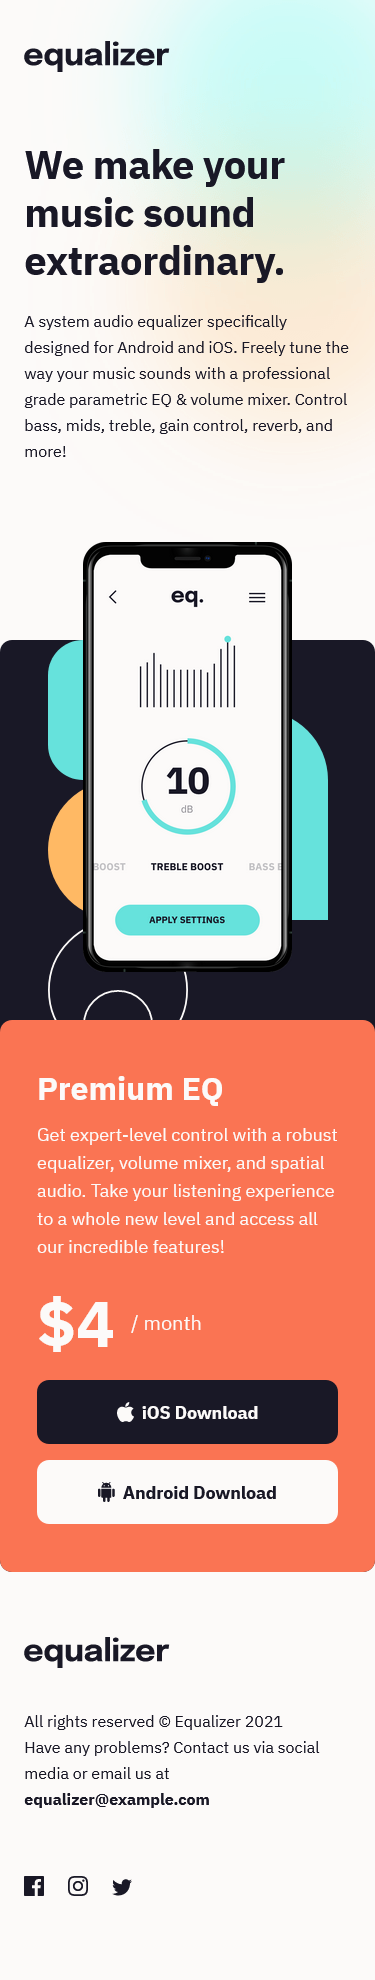 equalizer
We make your
music sound
extraordinary.
A system audio equalizer specifically
designed for Android and iOS. Freely tune the
way your music sounds with a professional
grade parametric EQ & volume mixer. Control
bass, mids, treble, gain control, reverb, and
more!
eq.
10
dB
BOOST TREBLE BOOST BASS
APPLY SETTINGS
Premium EQ
Get expert-level control with a robust
equalizer, volume mixer, and spatial
audio. Take your listening experience
to a whole new level and access all
our incredible features!
$4 / month
iOS Download
Android Download
equalizer
All rights reserved © Equalizer 2021
Have any problems? Contact us via social
media or email us at
equalizer@example.com